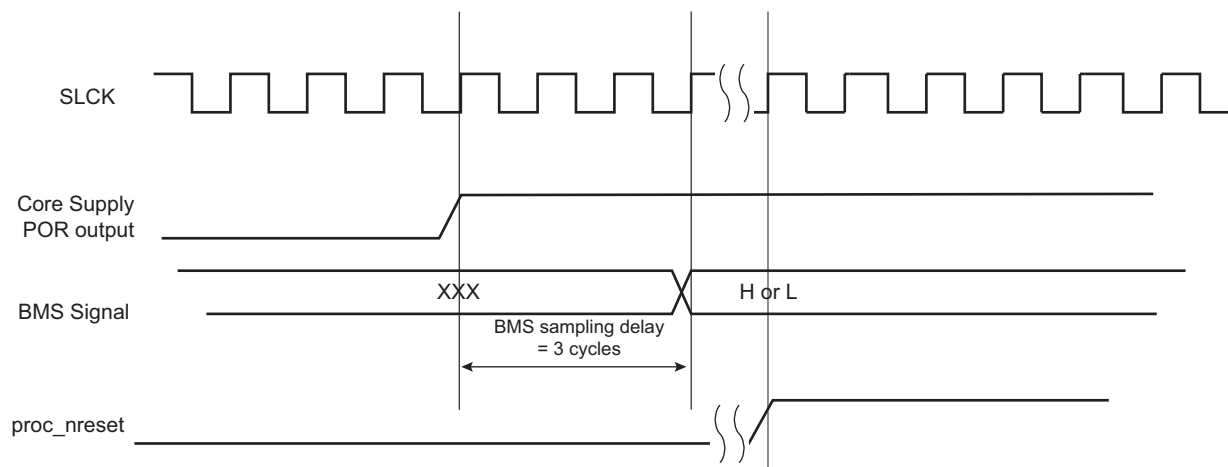 SLCK
Core Supply
POR output
BMS Signal
XXX
H or L
BMS sampling delay
= 3 cycles
proc_nreset